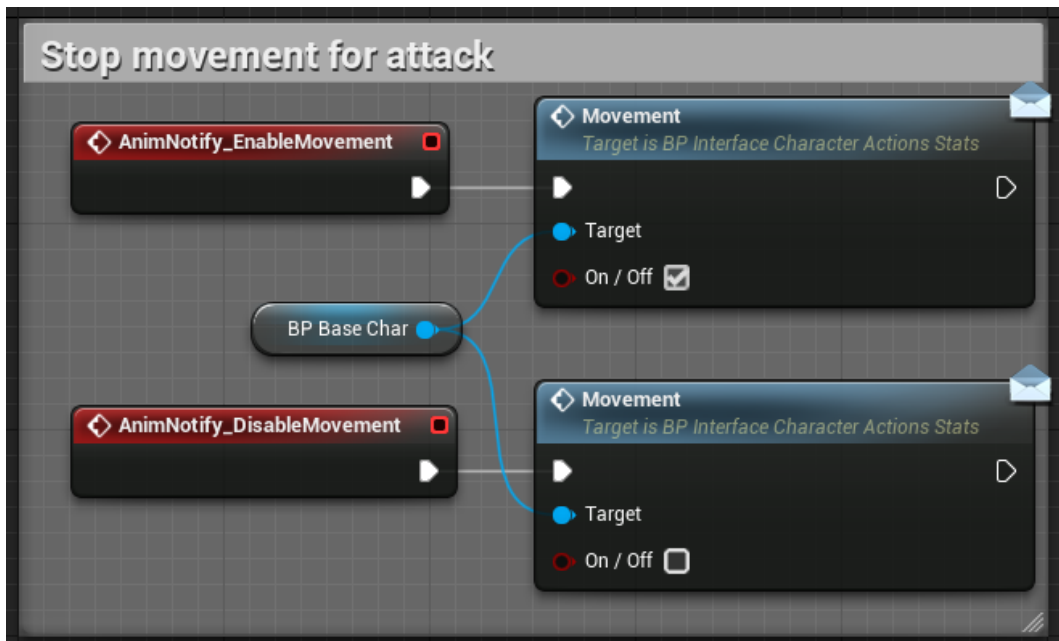 Stop movement for attack
AnimNotify_EnableMovement
Movement
Target is BP Interface Character Actions Stats
Target
On / Off
BP Base Char
AnimNotify_DisableMovement
Movement
Target is BP Interface Character Actions Stats
Target
On / Off